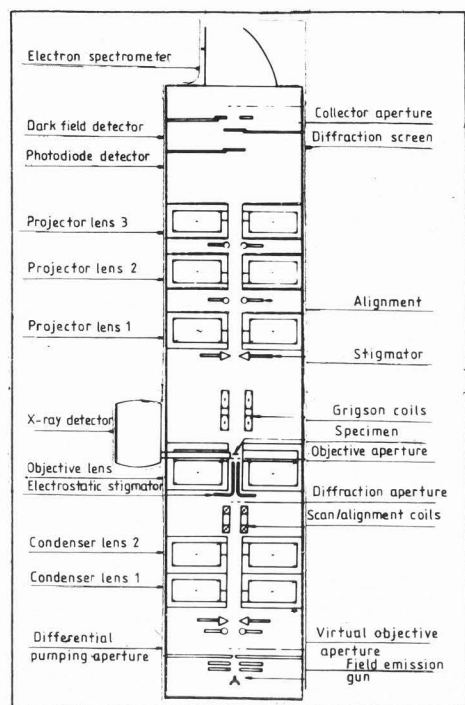 Electron spectrometer
Collector aperture
Dark field detector
Diffraction screen
Photodiode detector
Projector lens 3
Projector lens 2
Alignment
Projector lens 1
Stigmator
Grigson coils
X-ray detector
Specimen
Objective aperture
Objective lens
Electrostatic stigmator
Diffraction aperture
Scan/alignment coils
Condenser lens 2
Condenser lens 1
Differential
pumping aperture
Virtual objective
aperture
Field emission
gun